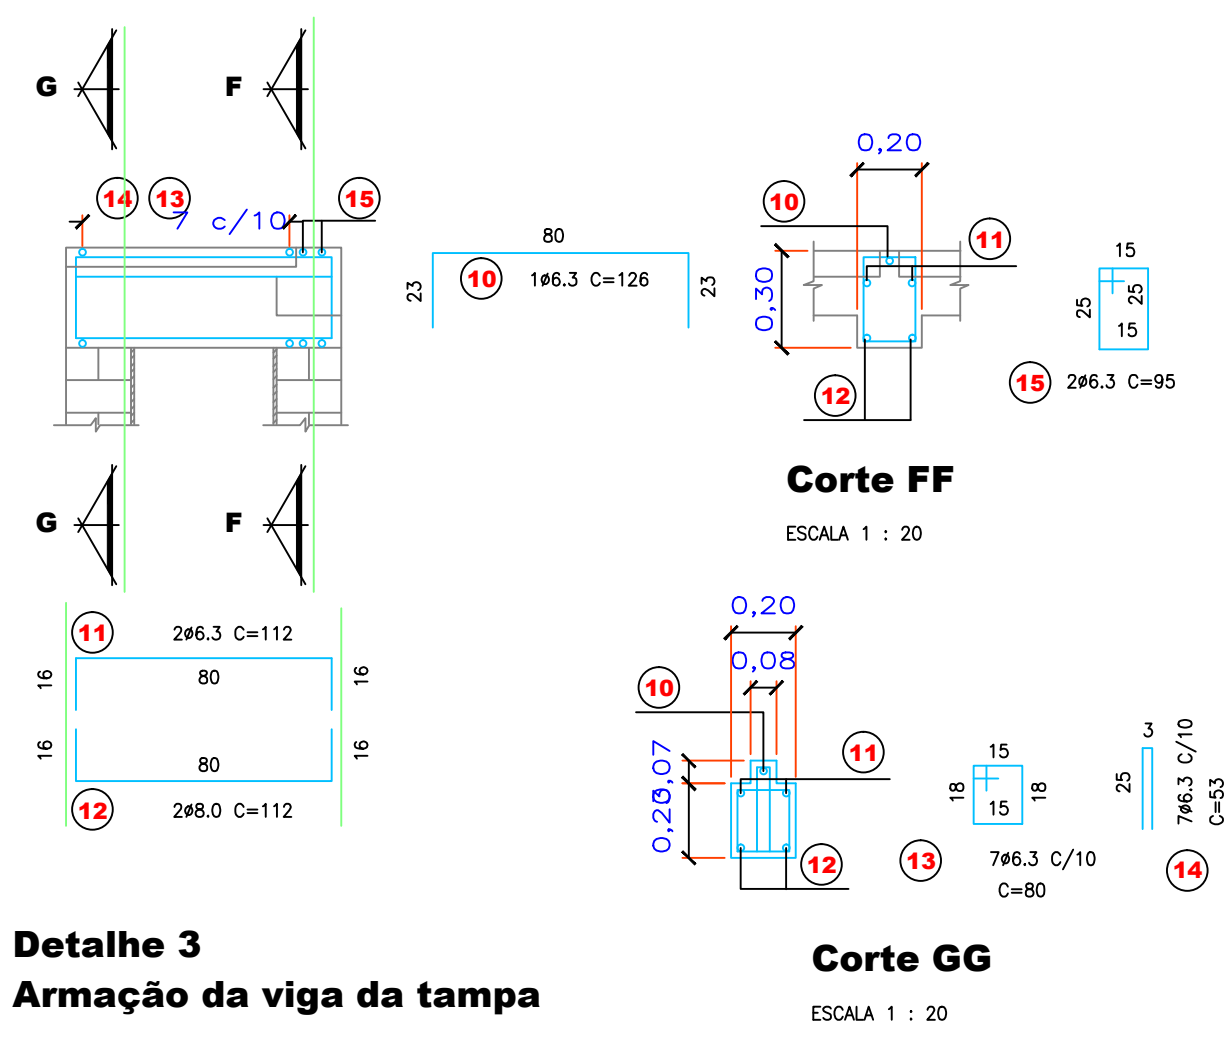 G
F
14
13
15
7 c/10
80
23
10
1ø6.3 C=126
23
0,20
10
11
0,30
12
15
25
25
15
15
2ø6.3 C=95
Corte FF
ESCALA 1 : 20
G
F
11
2ø6.3 C=112
16
80
16
16
80
16
12
2ø8.0 C=112
0,20
0,08
10
11
0,07
0,23
12
15
18
18
15
13
7ø6.3 C/10
C=80
3
25
7ø6.3 C/10
C=53
14
Detalhe 3
Armação da viga da tampa
Corte GG
ESCALA 1 : 20